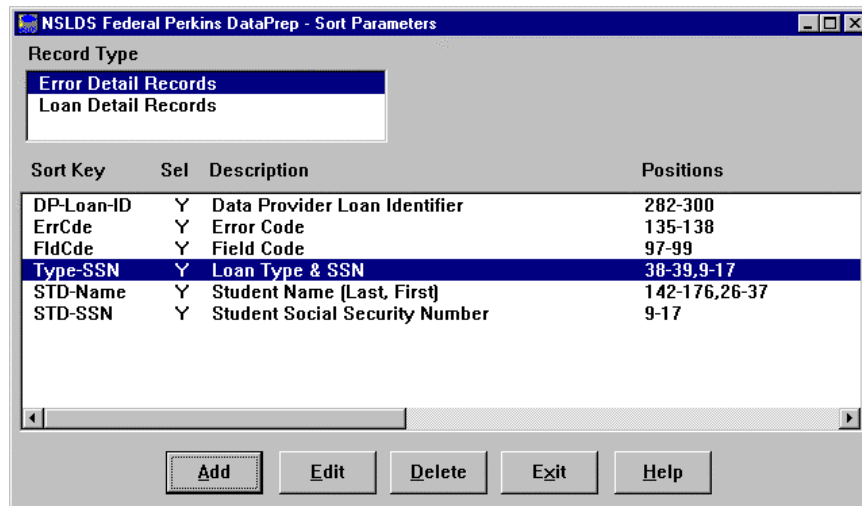 NSLDS Federal Perkins DataPrep - Sort Parameters
Record Type
Error Detail Records
Loan Detail Records
Sort Key Sel Description Positions
DP-Loan-ID Y Data Provider Loan Identifier 282-300
ErrCde Y Error Code 135-138
FldCde Y Field Code 97-99
Type-SSN Y Loan Type & SSN 38-39,9-17
STD-Name Y Student Name (Last, First) 142-176,26-37
STD-SSN Y Student Social Security Number 9-17
Add Edit Delete Exit Help